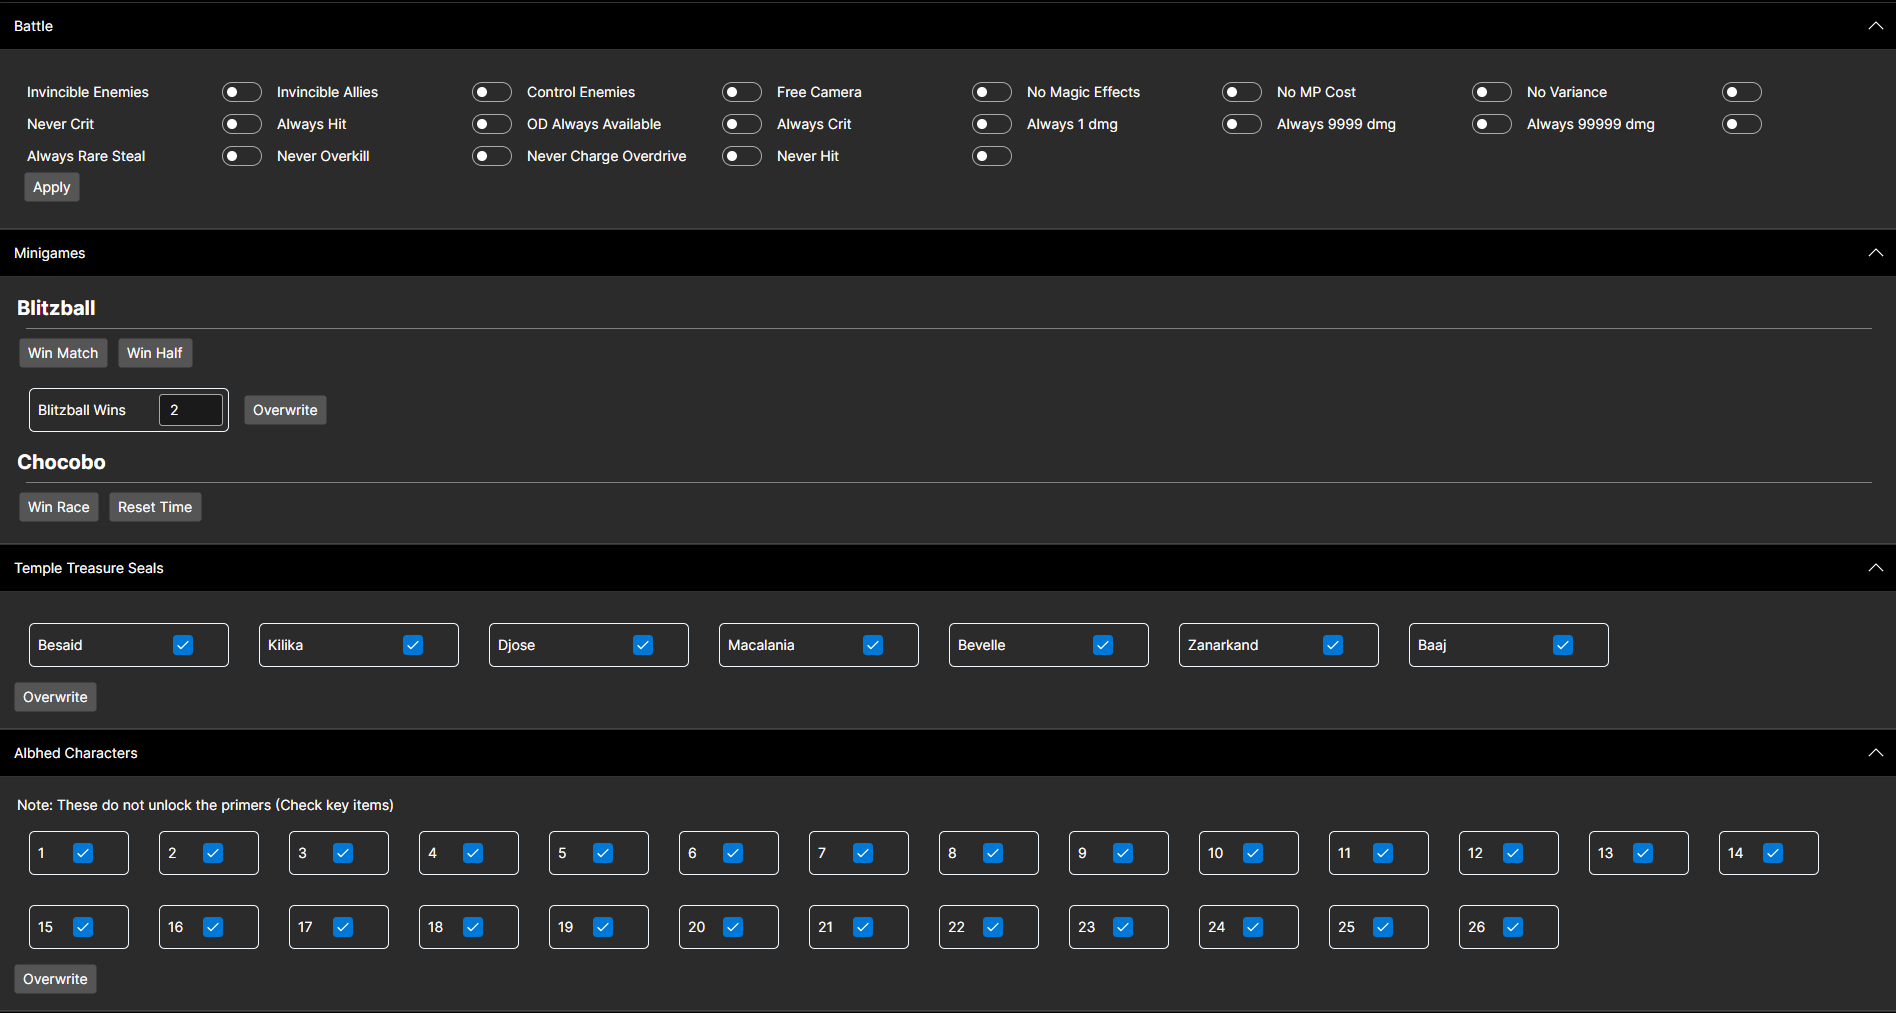 Battle
Invincible Enemies Invincible Allies Control Enemies Free Camera No Magic Effects No MP Cost No Variance
Never Crit Always Hit OD Always Available Always Crit Always 1 dmg Always 9999 dmg Always 99999 dmg
Always Rare Steal Never Overkill Never Charge Overdrive Never Hit
Apply
Minigames
Blitzball
Win Match Win Half
Blitzball Wins 2 Overwrite
Chocobo
Win Race Reset Time
Temple Treasure Seals
Besaid Kilika Djose Macalania Bevelle Zanarkand Baaj
Overwrite
Albhed Characters
Note: These do not unlock the primers (Check key items)
1 2 3 4 5 6 7 8 9 10 11 12 13 14
15 16 17 18 19 20 21 22 23 24 25 26
Overwrite